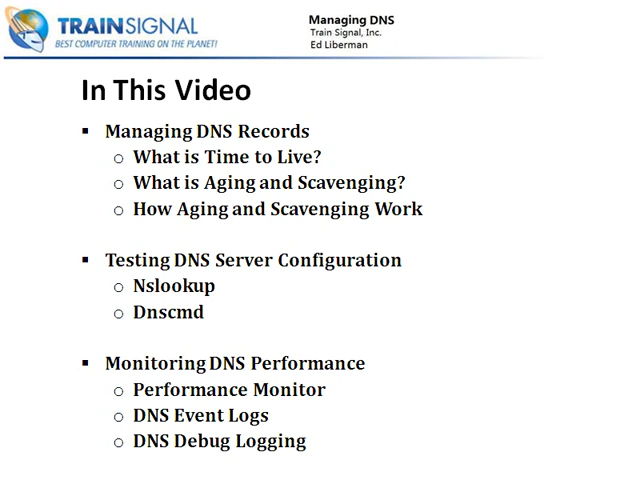 TRAINSIGNAL
BEST COMPUTER TRAINING ON THE PLANET!
Managing DNS
Train Signal, Inc.
Ed Liberman
In This Video
▪ Managing DNS Records
o What is Time to Live?
o What is Aging and Scavenging?
o How Aging and Scavenging Work
▪ Testing DNS Server Configuration
o Nslookup
o Dnscmd
▪ Monitoring DNS Performance
o Performance Monitor
o DNS Event Logs
o DNS Debug Logging